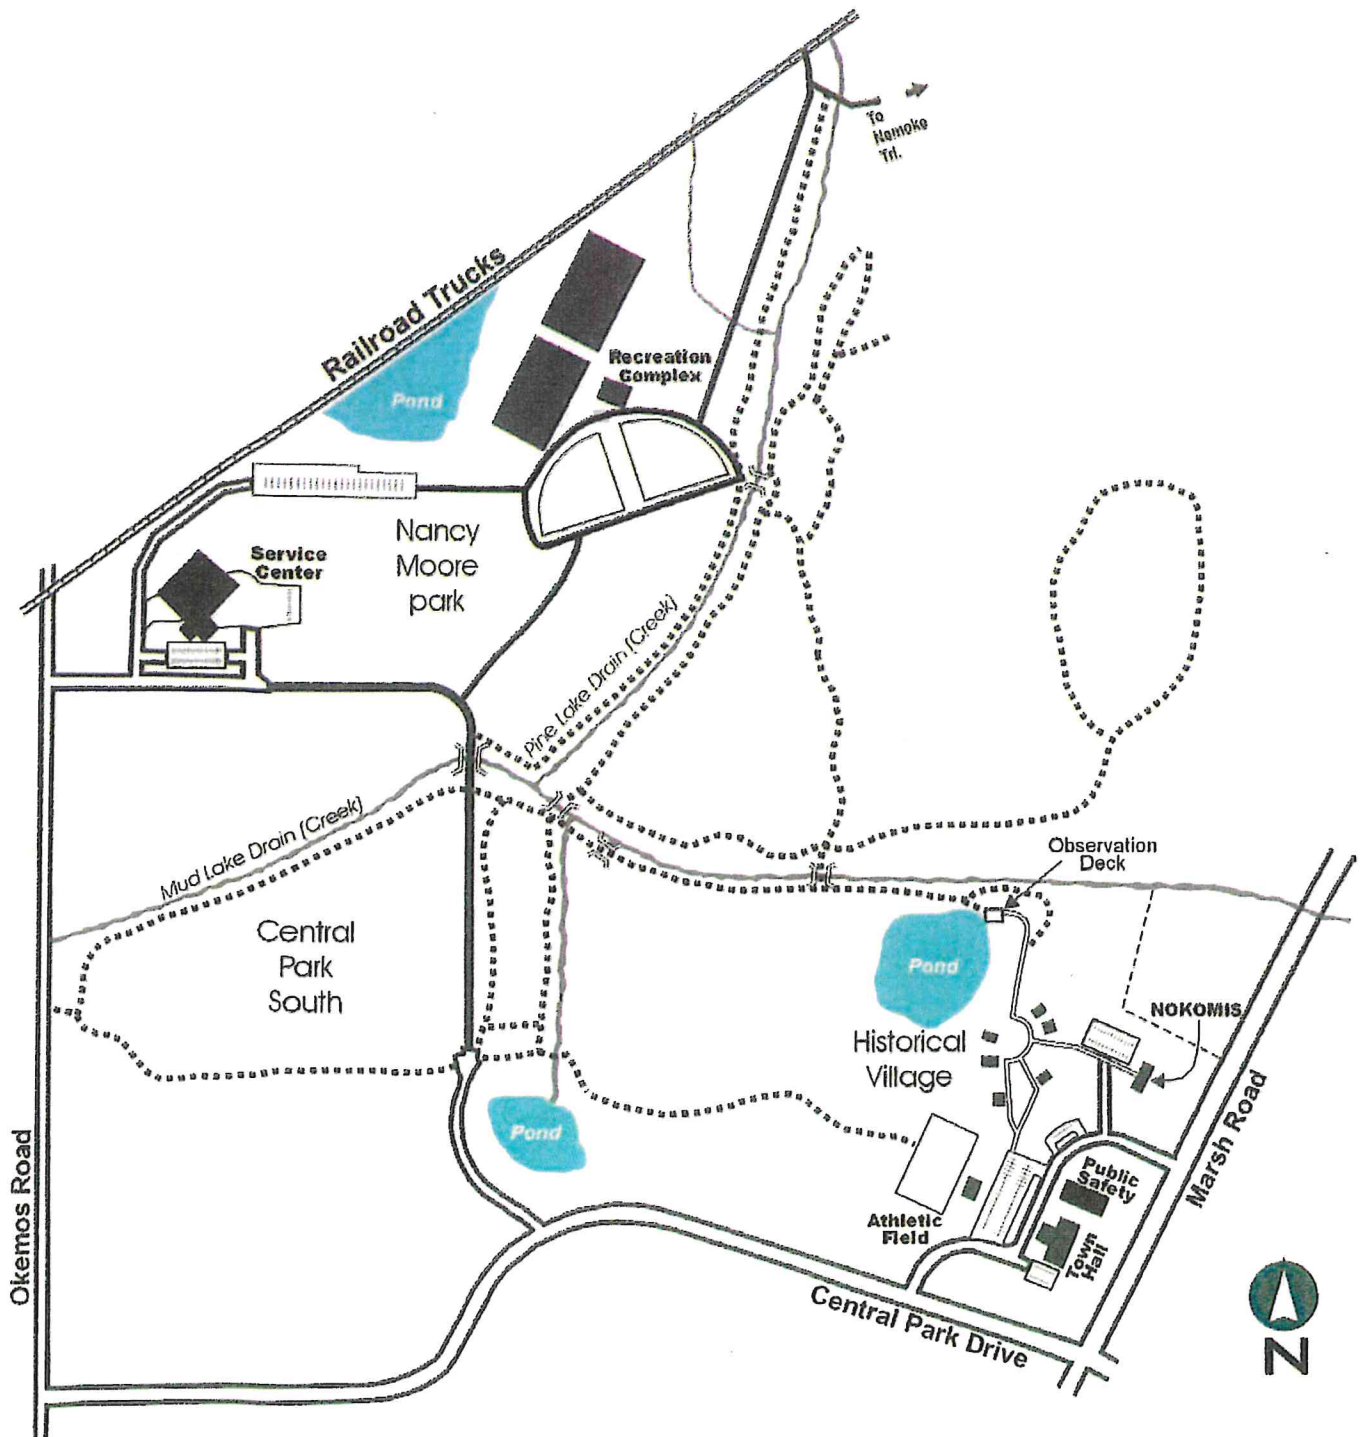 To
Nemoke
Trl.
Railroad Trucks
Pond
Recreation
Complex
Nancy
Moore
park
Service
Center
Pine Lake Drain (Creek)
Mud Lake Drain (Creek)
Observation
Deck
Central
Park
South
Pond
NOKOMIS
Historical
Village
Pond
Okemos Road
Marsh Road
Public
Safety
Athletic
Field
Town
Hall
Central Park Drive
N